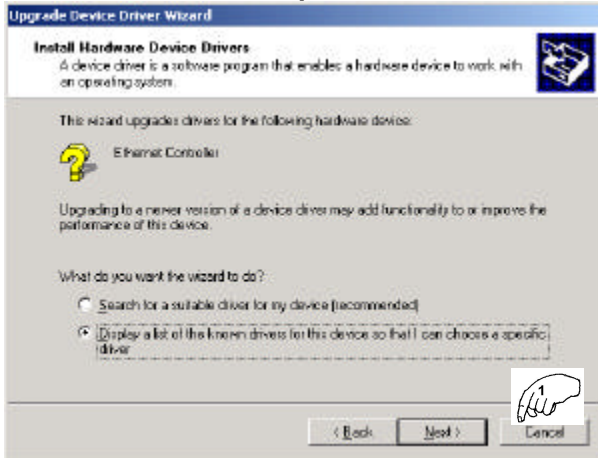 Upgrade Device Driver Wizard
Install Hardware Device Drivers
A device driver is a software program that enables a hardware device to work with
an operating system.
This wizard upgrades drivers for the following hardware device:
Ethernet Controller
Upgrading to a newer version of a device driver may add functionality to or improve the
performance of this device.
What do you want the wizard to do?
Search for a suitable driver for my device (recommended)
Display a list of the known drivers for this device so that I can choose a specific
driver
1
< Back Next > Cancel